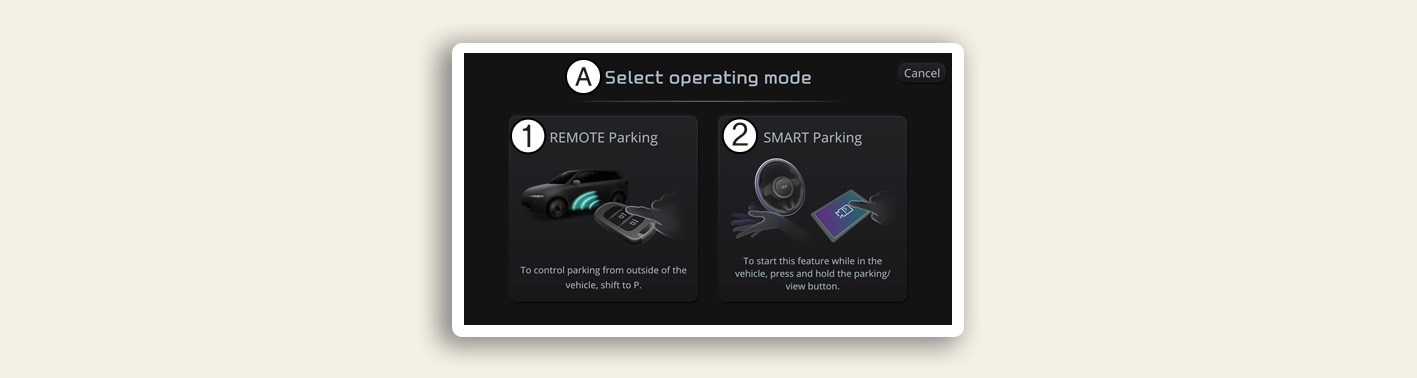 A Select operating mode
Cancel
1 REMOTE Parking
To control parking from outside of the
vehicle, shift to P.
2 SMART Parking
To start this feature while in the
vehicle, press and hold the parking/
view button.